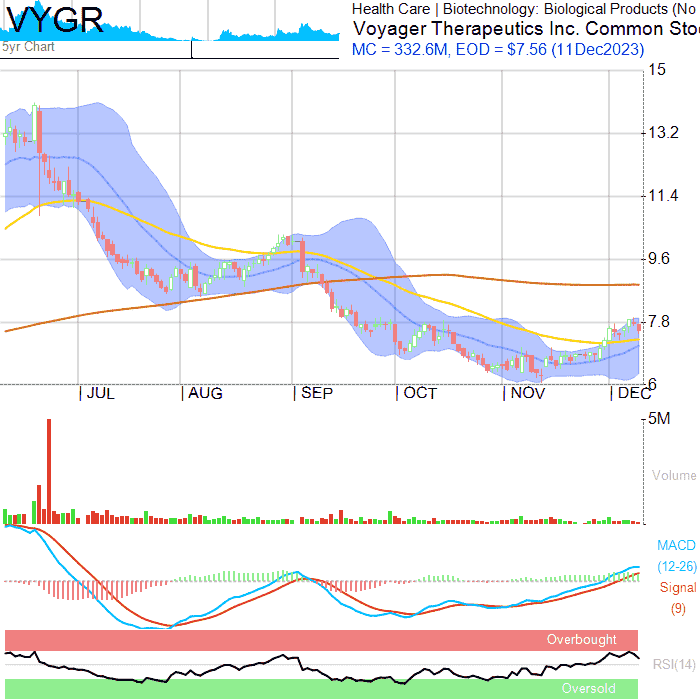 VYGR
Health Care | Biotechnology: Biological Products (No
Voyager Therapeutics Inc. Common Sto
MC = 332.6M, EOD = $7.56 (11Dec2023)
5yr Chart
15
13.2
11.4
9.6
7.8
6
JUL
AUG
SEP
OCT
NOV
DEC
5M
Volume
MACD
(12-26)
Signal
(9)
Overbought
RSI(14)
Oversold